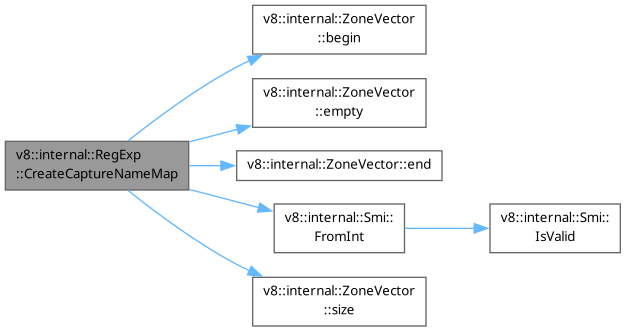 v8::internal::RegExp
::CreateCaptureNameMap
v8::internal::ZoneVector
::begin
v8::internal::ZoneVector
::empty
v8::internal::ZoneVector::end
v8::internal::Smi::
FromInt
v8::internal::Smi::
IsValid
v8::internal::ZoneVector
::size